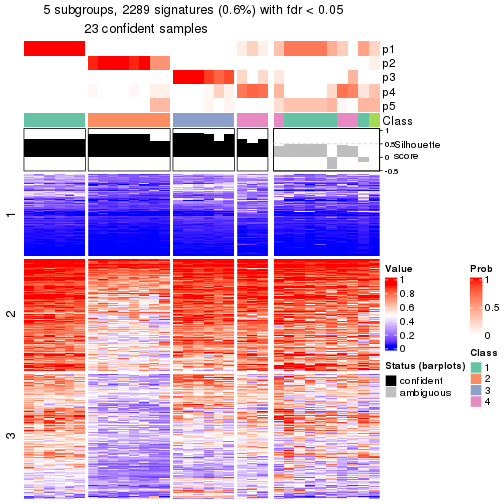 5 subgroups, 2289 signatures (0.6%) with fdr < 0.05
23 confident samples
p1
p2
p3
p4
p5
Class
1
0.5
0
-0.5
Silhouette
score
1
2
3
Value
1
0.8
0.6
0.4
0.2
0
Status (barplots)
confident
ambiguous
Prob
1
0.5
0
Class
1
2
3
4